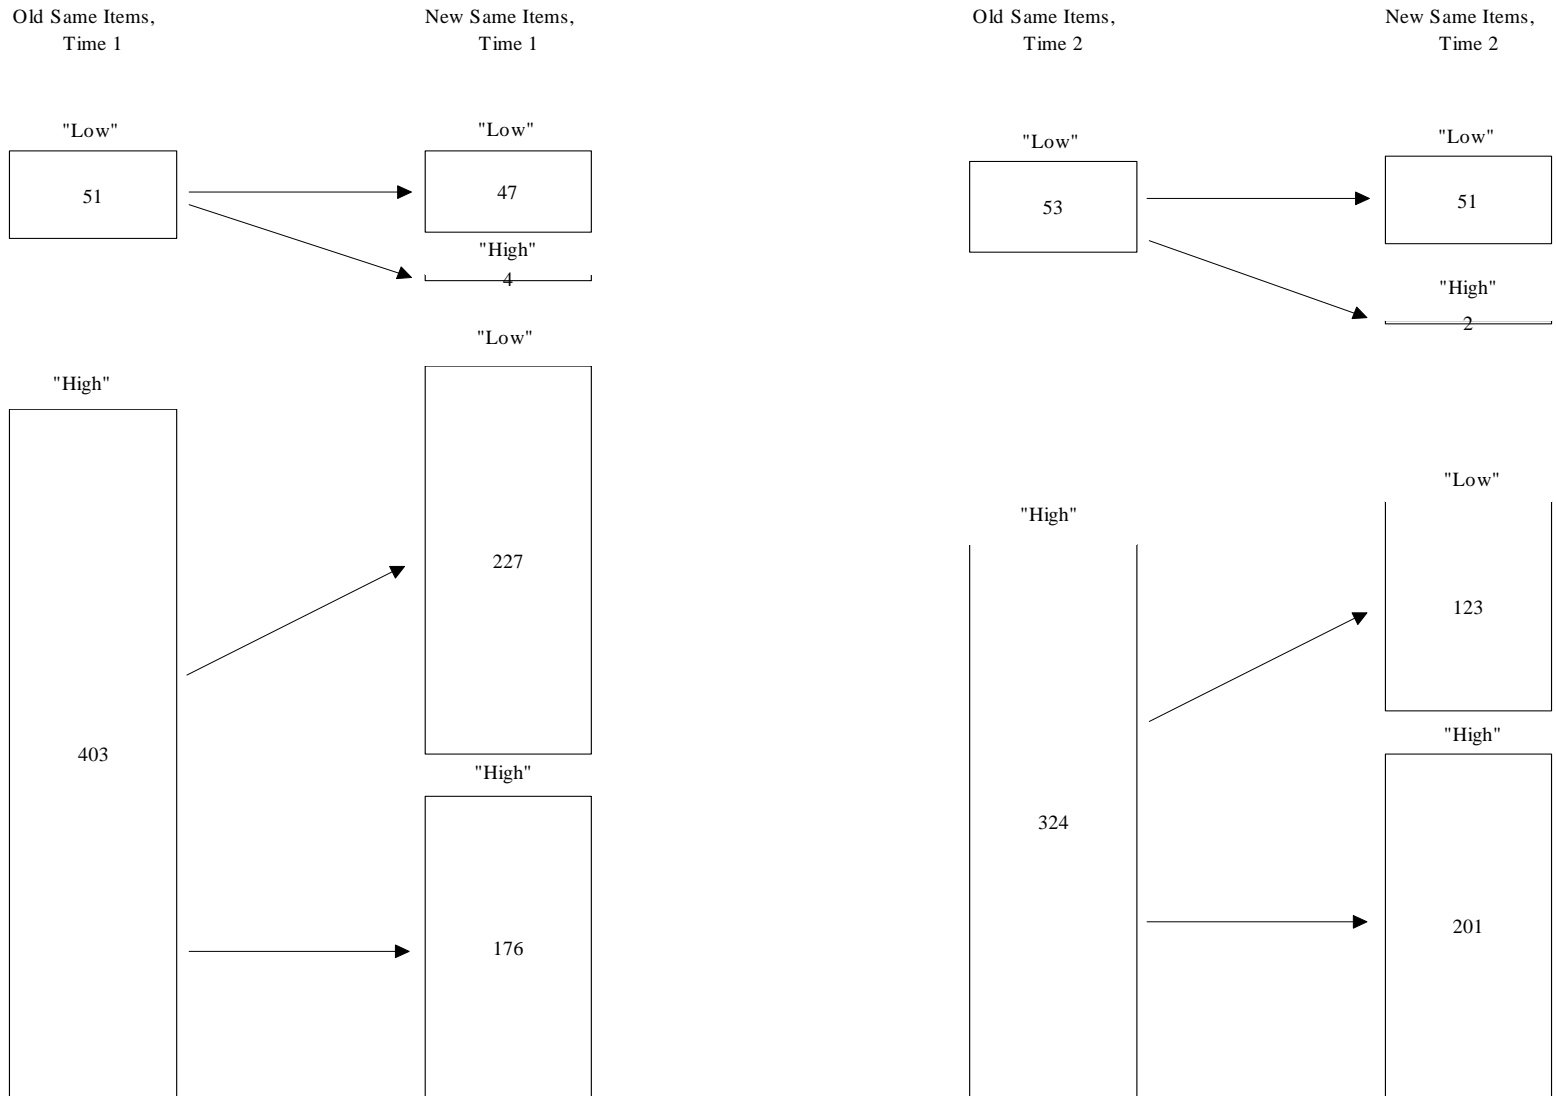 Old Same Items,
Time 1
New Same Items,
Time 1
"Low"
51
"Low"
47
"High"
4
"High"
403
"Low"
227
"High"
176
Old Same Items,
Time 2
New Same Items,
Time 2
"Low"
53
"Low"
51
"High"
2
"High"
324
"Low"
123
"High"
201